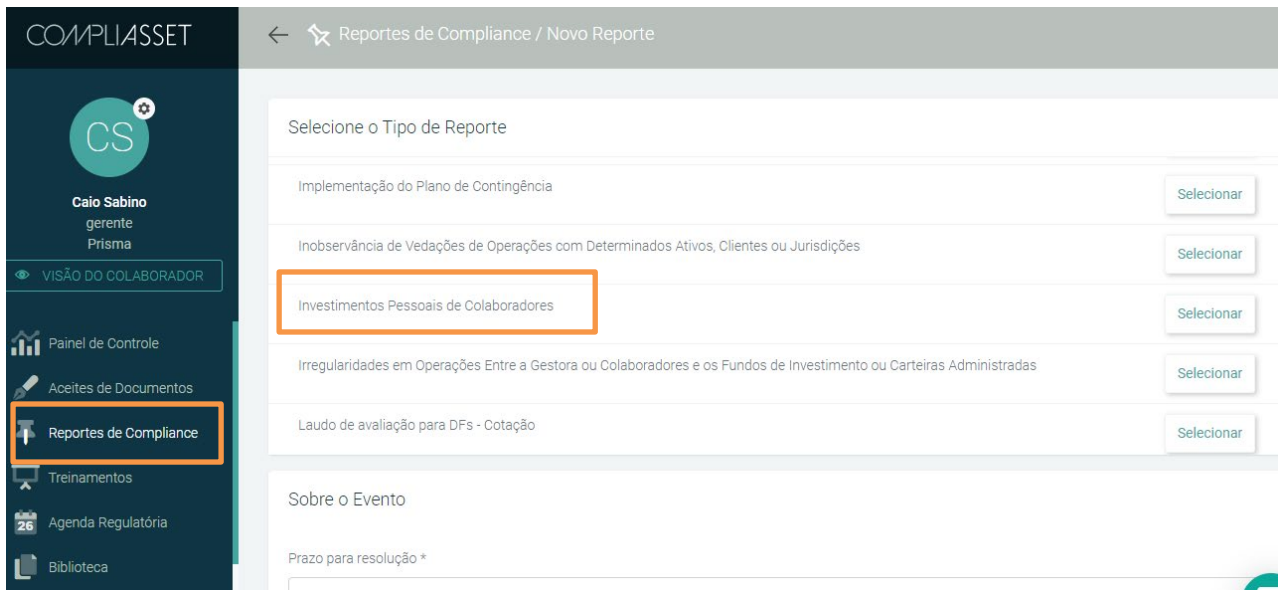 COMPLIASSET
Reportes de Compliance / Novo Reporte
CS
Caio Sabino
gerente
Prisma
VISÃO DO COLABORADOR
Painel de Controle
Aceites de Documentos
Reportes de Compliance
Treinamentos
26
Agenda Regulatória
Biblioteca
Selecione o Tipo de Reporte
Implementação do Plano de Contingência
Selecionar
Inobservância de Vedações de Operações com Determinados Ativos, Clientes ou Jurisdições
Selecionar
Investimentos Pessoais de Colaboradores
Selecionar
Irregularidades em Operações Entre a Gestora ou Colaboradores e os Fundos de Investimento ou Carteiras Administradas
Selecionar
Laudo de avaliação para DFs - Cotação
Selecionar
Sobre o Evento
Prazo para resolução *